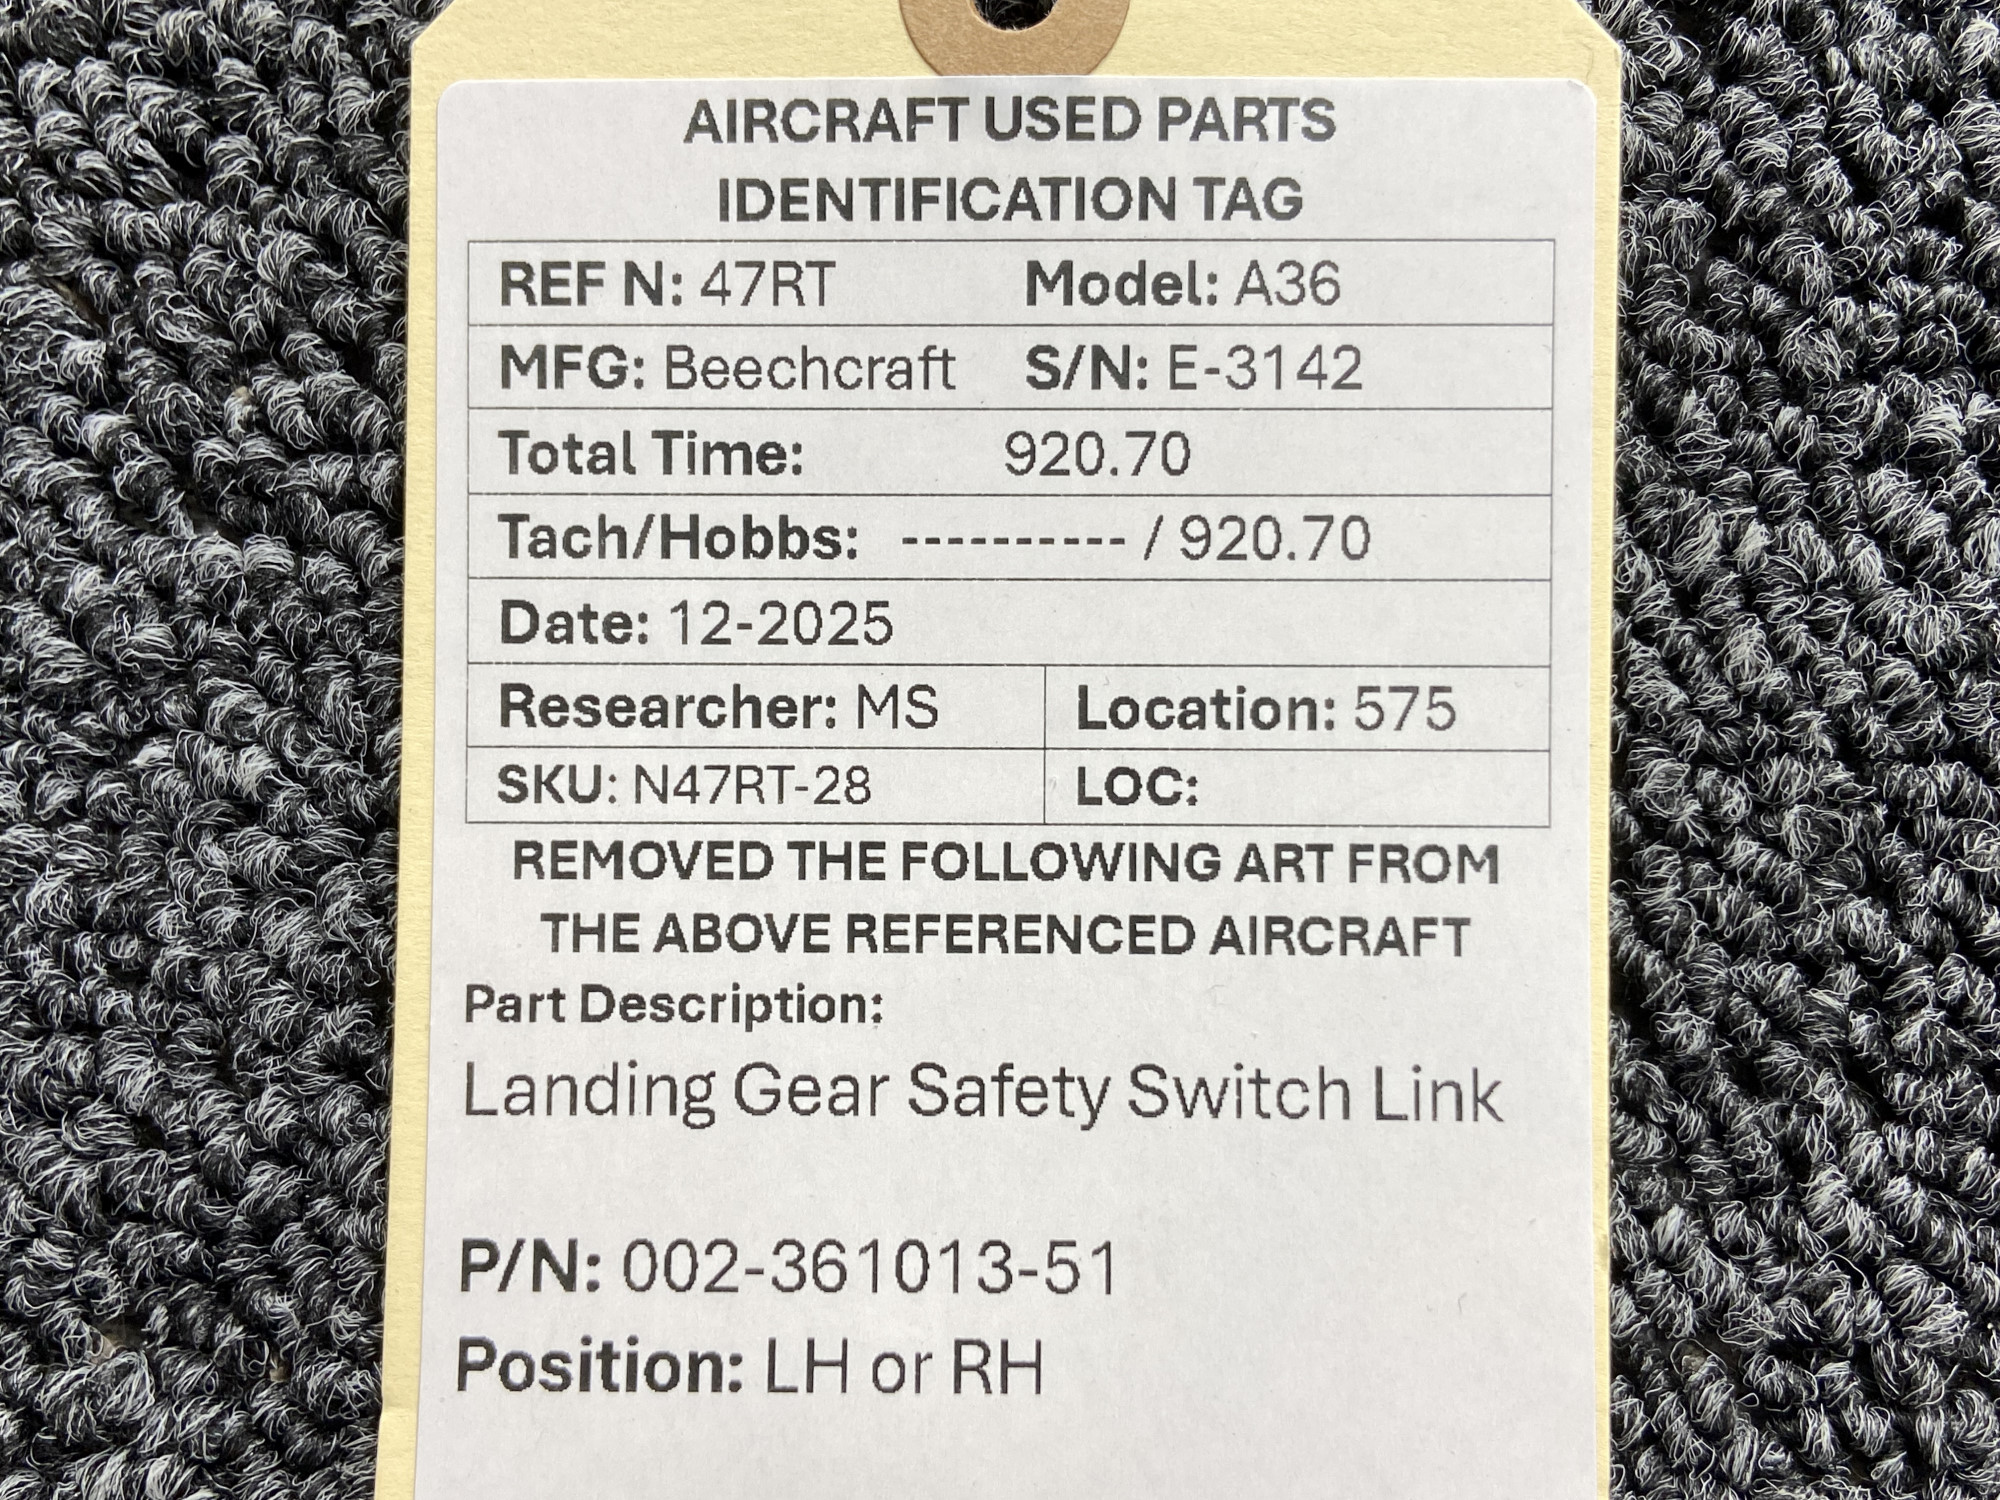 AIRCRAFT USED PARTS
IDENTIFICATION TAG
REF N: 47RT Model: A36
MFG: Beechcraft S/N: E-3142
Total Time: 920.70
Tach/Hobbs: ---------- / 920.70
Date: 12-2025
Researcher: MS Location: 575
SKU: N47RT-28 LOC:
REMOVED THE FOLLOWING ART FROM
THE ABOVE REFERENCED AIRCRAFT
Part Description:
Landing Gear Safety Switch Link
P/N: 002-361013-51
Position: LH or RH